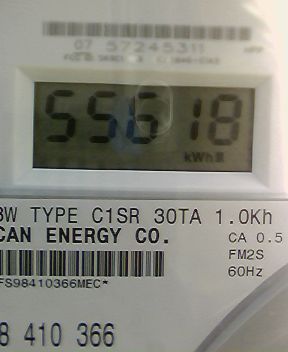 07 57245311
55618
kWh
3W TYPE C1SR 30TA 1.0Kh
CAN ENERGY CO.
CA 0.5
FM2S
60Hz
FS98410366MEC*
8 410 366